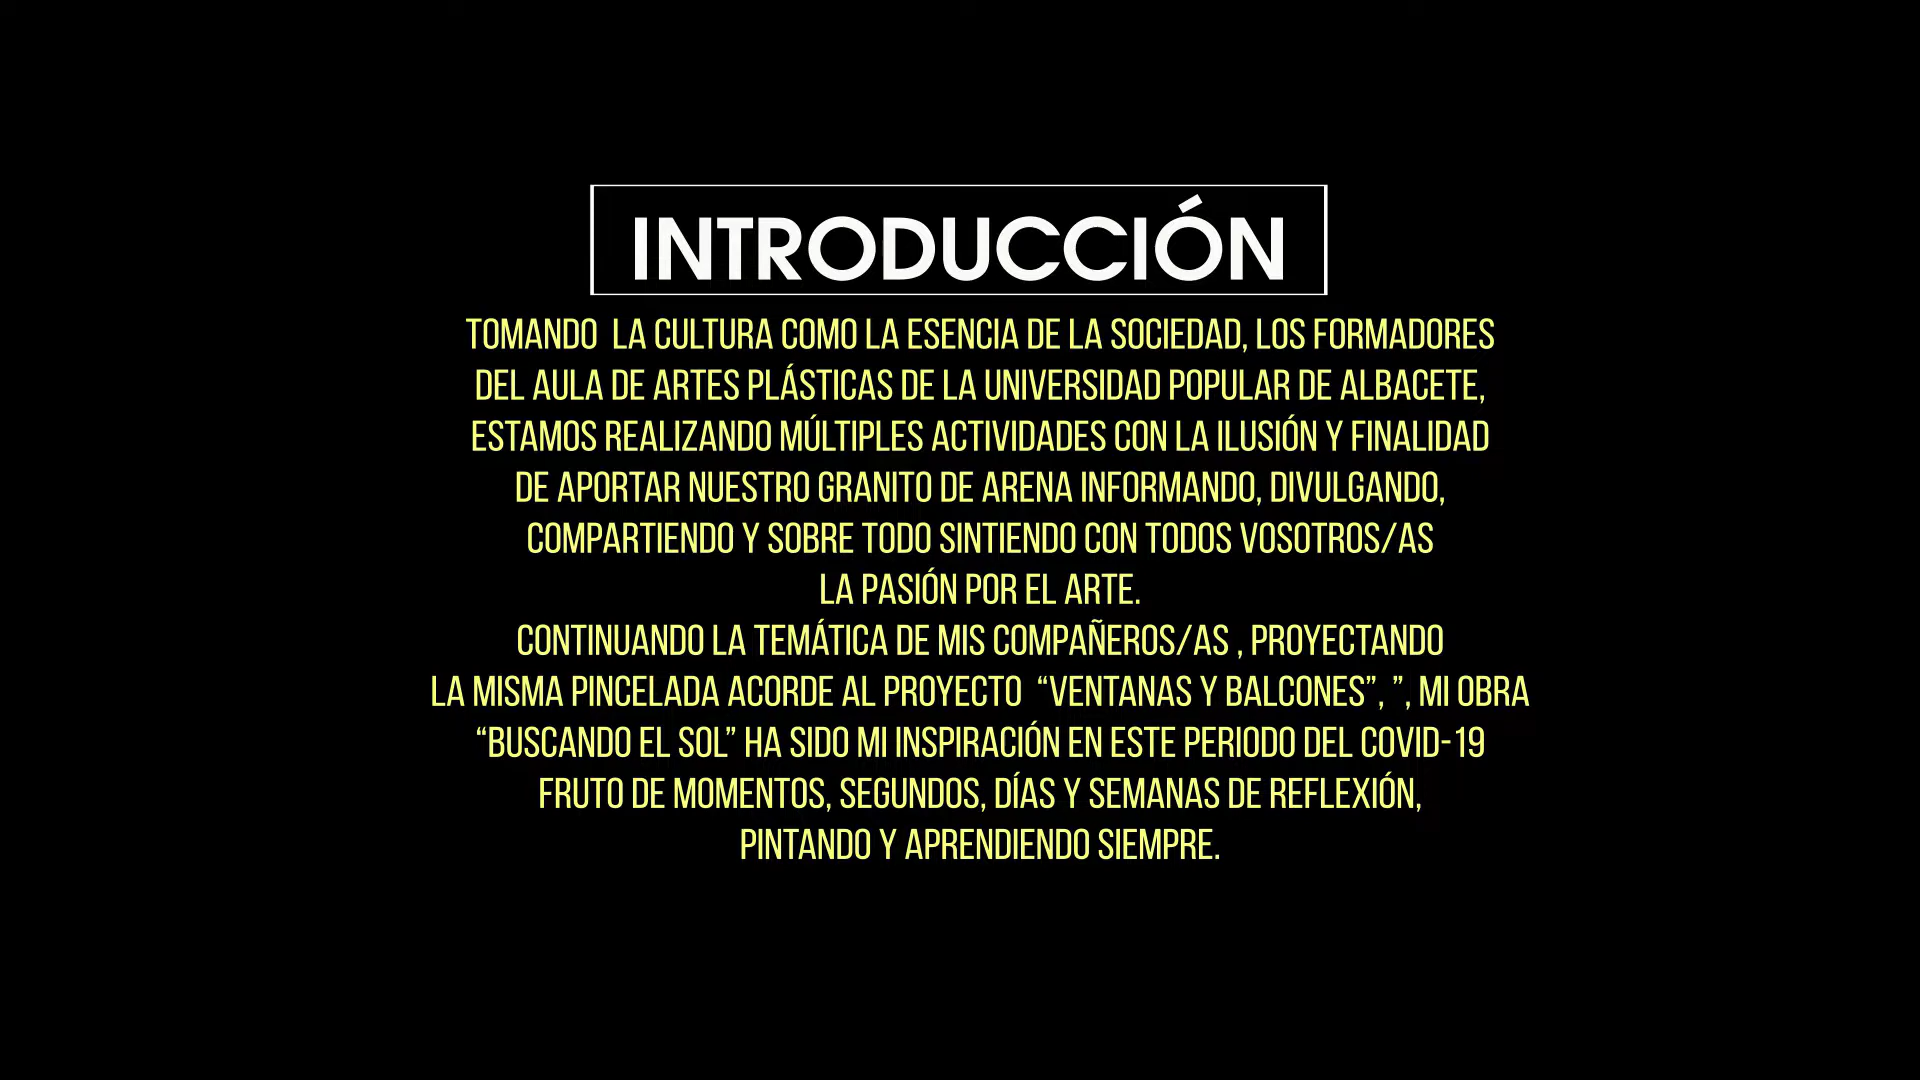 INTRODUCCIÓN
TOMANDO  LA CULTURA COMO LA ESENCIA DE LA SOCIEDAD, LOS FORMADORES
DEL AULA DE ARTES PLÁSTICAS DE LA UNIVERSIDAD POPULAR DE ALBACETE,
ESTAMOS REALIZANDO MÚLTIPLES ACTIVIDADES CON LA ILUSIÓN Y FINALIDAD
DE APORTAR NUESTRO GRANITO DE ARENA INFORMANDO, DIVULGANDO,
COMPARTIENDO Y SOBRE TODO SINTIENDO CON TODOS VOSOTROS/AS
LA PASIÓN POR EL ARTE.
CONTINUANDO LA TEMÁTICA DE MIS COMPAÑEROS/AS , PROYECTANDO
LA MISMA PINCELADA ACORDE AL PROYECTO  “VENTANAS Y BALCONES”, ”, MI OBRA
“BUSCANDO EL SOL” HA SIDO MI INSPIRACIÓN EN ESTE PERIODO DEL COVID-19
FRUTO DE MOMENTOS, SEGUNDOS, DÍAS Y SEMANAS DE REFLEXIÓN,
PINTANDO Y APRENDIENDO SIEMPRE.